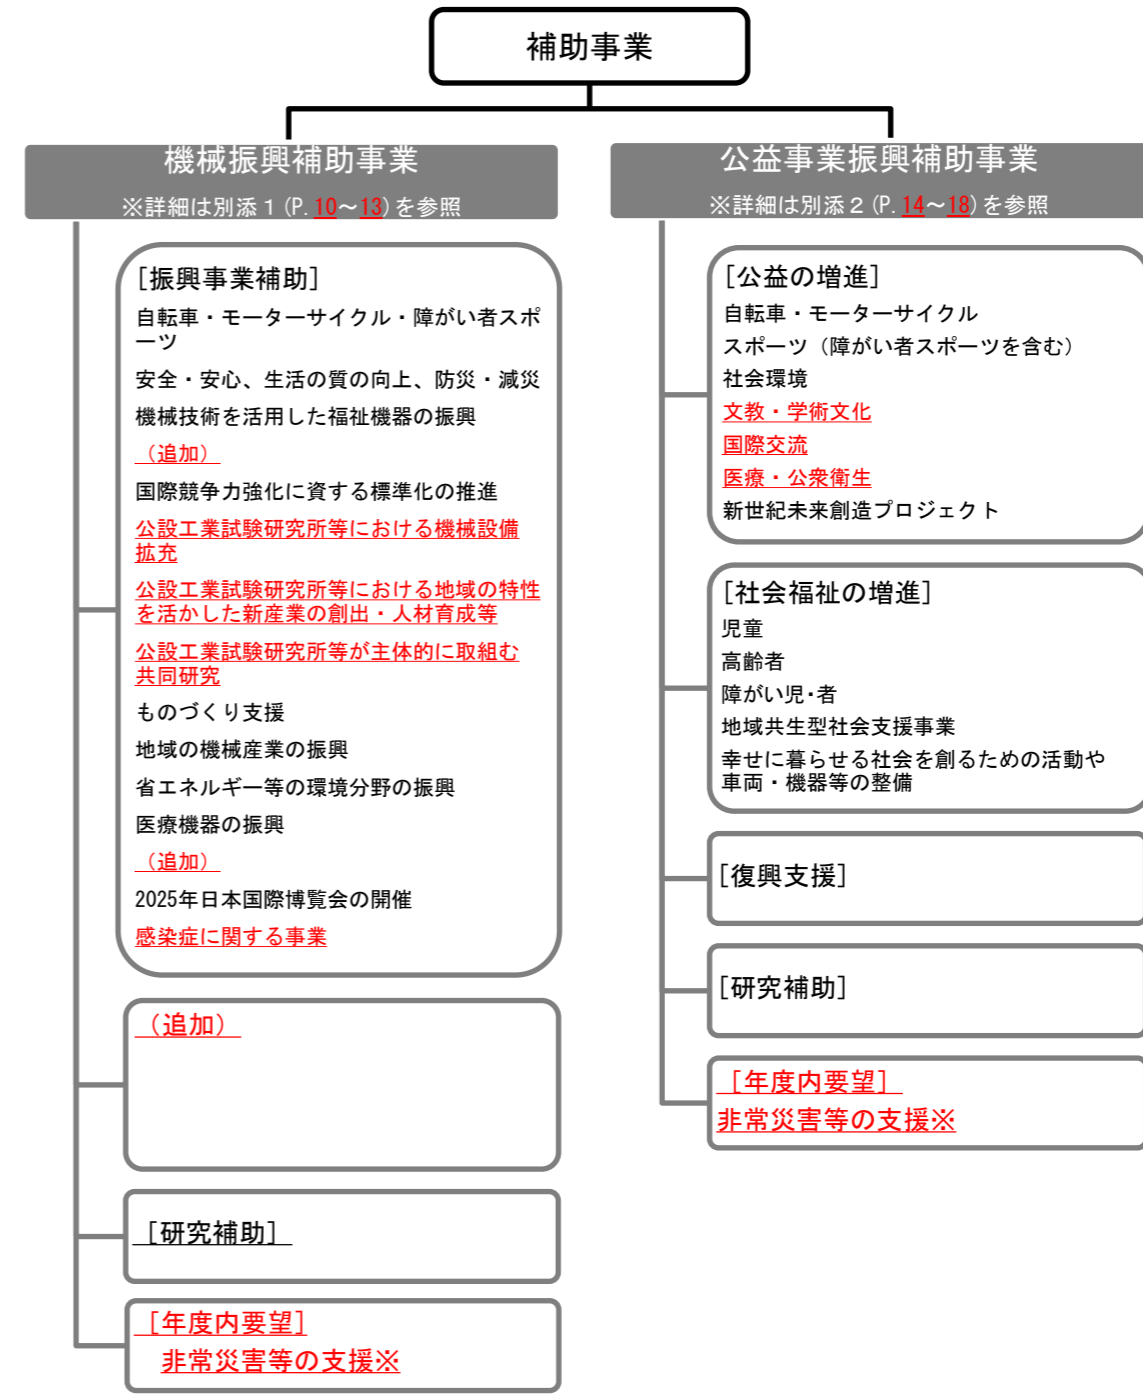 補助事業
機械振興補助事業
※詳細は別添１(P.10～13)を参照
[振興事業補助]
自転車・モーターサイクル・障がい者スポ
ーツ
安全・安心、生活の質の向上、防災・減災
機械技術を活用した福祉機器の振興
（追加）
国際競争力強化に資する標準化の推進
公設工業試験研究所等における機械設備
拡充
公設工業試験研究所等における地域の特性
を活かした新産業の創出・人材育成等
公設工業試験研究所等が主体的に取組む
共同研究
ものづくり支援
地域の機械産業の振興
省エネルギー等の環境分野の振興
医療機器の振興
（追加）
2025年日本国際博覧会の開催
感染症に関する事業
（追加）
[研究補助]
[年度内要望]
非常災害等の支援※
公益事業振興補助事業
※詳細は別添２(P.14～18)を参照
[公益の増進]
自転車・モーターサイクル
スポーツ（障がい者スポーツを含む）
社会環境
文教・学術文化
国際交流
医療・公衆衛生
新世紀未来創造プロジェクト
[社会福祉の増進]
児童
高齢者
障がい児・者
地域共生型社会支援事業
幸せに暮らせる社会を創るための活動や
車両・機器等の整備
[復興支援]
[研究補助]
[年度内要望]
非常災害等の支援※